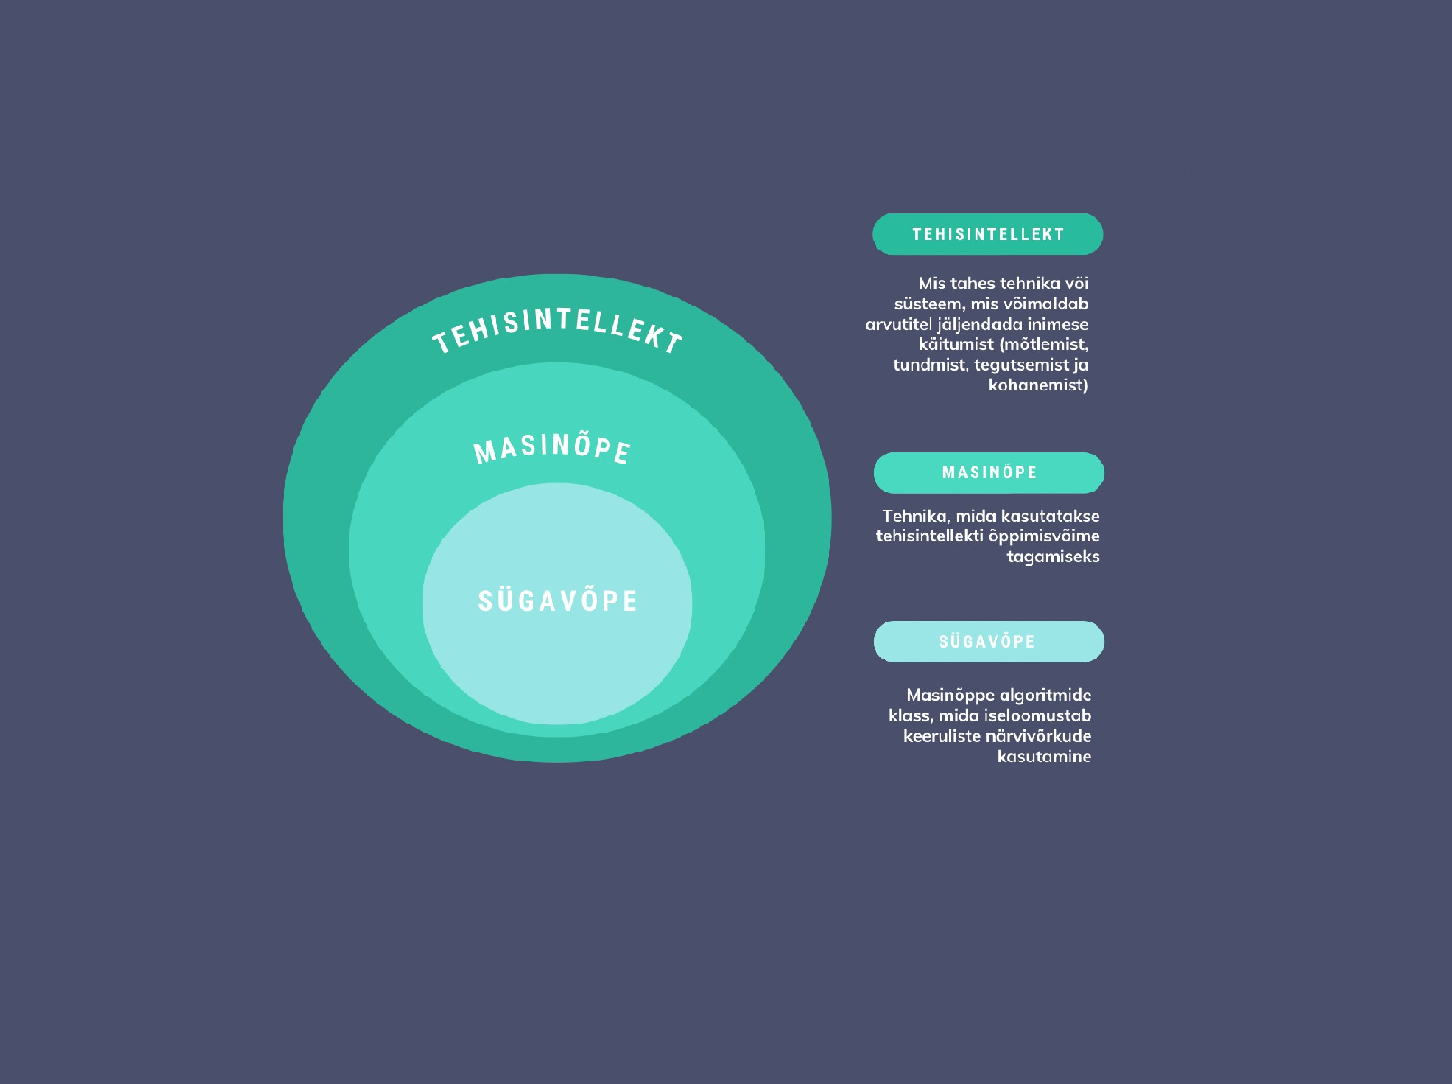 TEHISINTELLEKT
MASINÕPE
SÜGAVÕPE
TEHISINTELLEKT
Mis tahes tehnika või
süsteem, mis võimaldab
arvutitel jäljendada inimese
käitumist (mõtlemist,
tundmist, tegutsemist ja
kohanemist)
MASINÕPE
Tehnika, mida kasutatakse
tehisintellekti õppimisvõime
tagamiseks
SÜGAVÕPE
Masinõppe algoritmide
klass, mida iseloomustab
keeruliste närvivõrkude
kasutamine